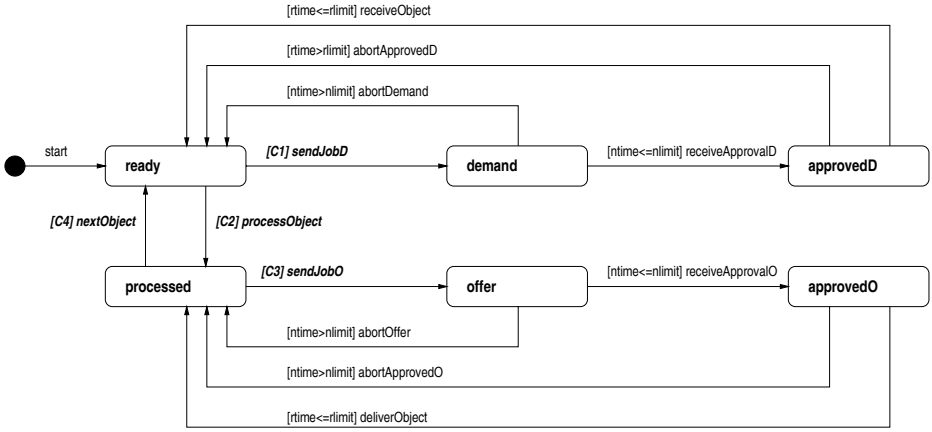 [rtime<=rlimit] receiveObject
[rtime>rlimit] abortApprovedD
[ntime>nlimit] abortDemand
start
ready
[C1] sendJobD
demand
[ntime<=nlimit] receiveApprovalD
approvedD
[C4] nextObject
[C2] processObject
processed
[C3] sendJobO
offer
[ntime<=nlimit] receiveApprovalO
approvedO
[ntime>nlimit] abortOffer
[ntime>nlimit] abortApprovedO
[rtime<=rlimit] deliverObject